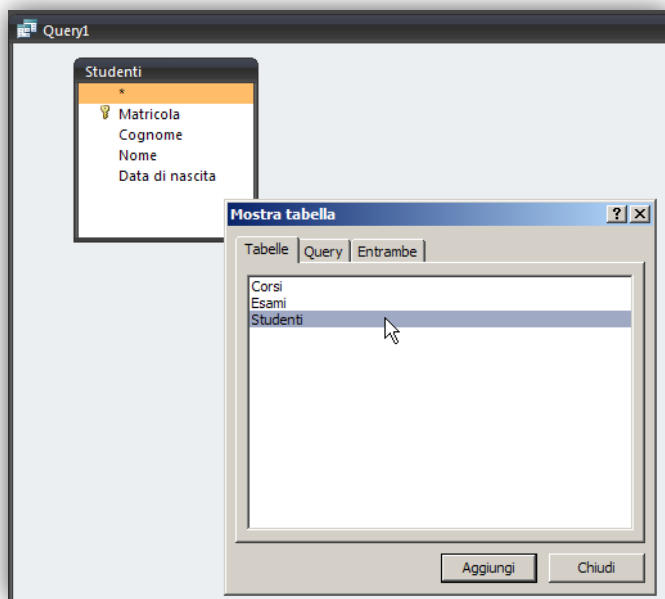 Query1
Studenti
*
Matricola
Cognome
Nome
Data di nascita
Mostra tabella
Tabelle Query Entrambe
Corsi
Esami
Studenti
Aggiungi Chiudi